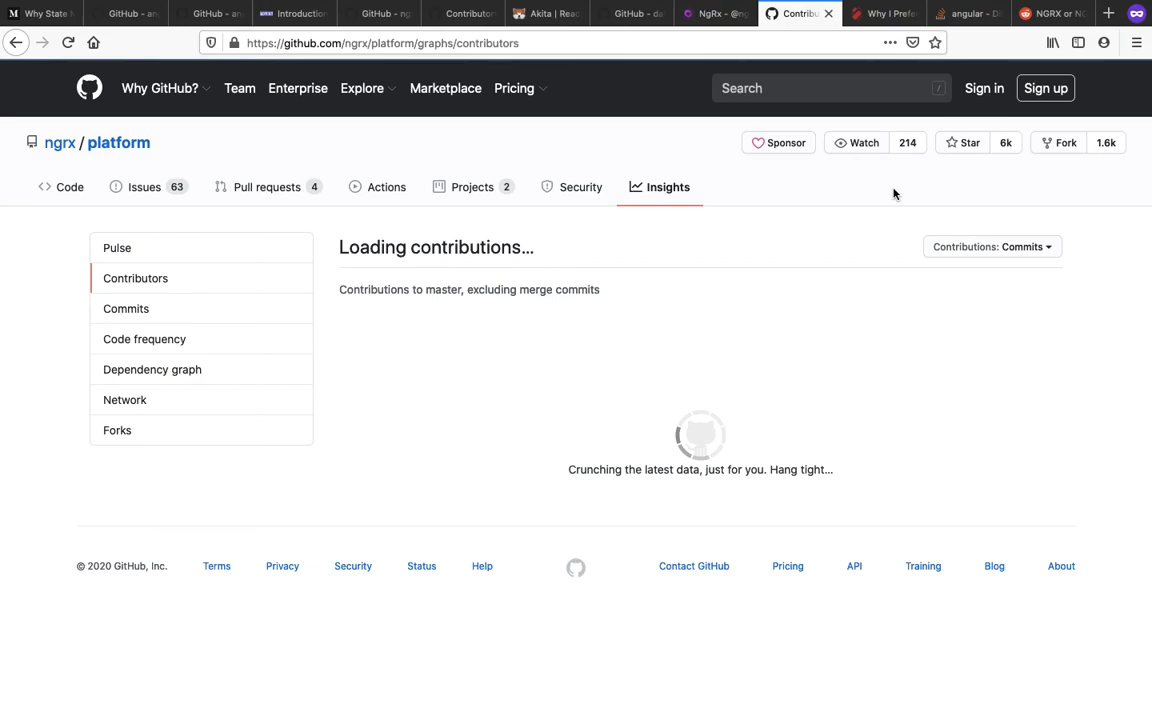 Why State
GitHub - an
GitHub - an
Introduction
GitHub - ng
Contributor
Akita | Rea
GitHub - da
NgRx - @ng
Contribu
Why I Prefe
angular - Di
NGRX or NG
https://github.com/ngrx/platform/graphs/contributors
Why GitHub? Team Enterprise Explore Marketplace Pricing Search / Sign in Sign up
ngrx / platform Sponsor Watch 214 Star 6k Fork 1.6k
Code Issues 63 Pull requests 4 Actions Projects 2 Security Insights
Pulse
Contributors
Commits
Code frequency
Dependency graph
Network
Forks
Loading contributions…
Contributions: Commits
Contributions to master, excluding merge commits
Crunching the latest data, just for you. Hang tight…
© 2020 GitHub, Inc. Terms Privacy Security Status Help Contact GitHub Pricing API Training Blog About